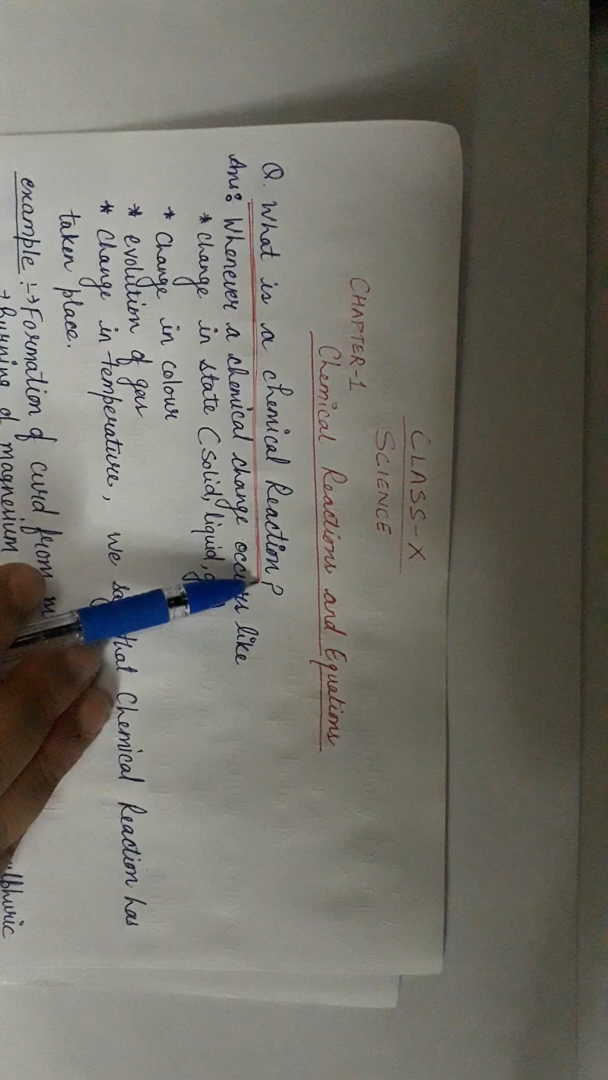 CLASS-X
SCIENCE
CHAPTER-1
Chemical Reactions and Equations
Q. What is a chemical Reaction?
Ans: Whenever a chemical change occurs like
* change in state (solid, liquid,
* change in colour
* evolution of gas
* change in temperature, we say that Chemical Reaction has
taken place.
example :→ Formation of curd from
→ Burning of magnesium